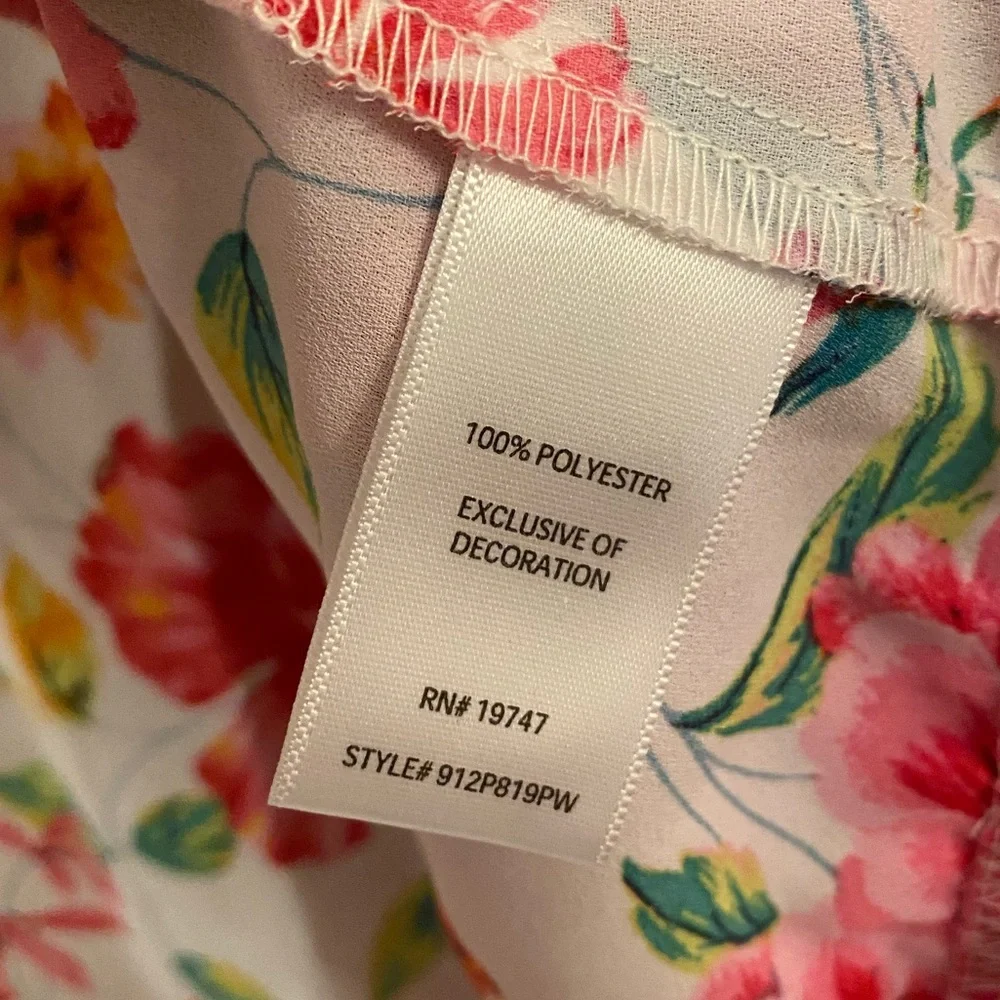 100% POLYESTER
EXCLUSIVE OF
DECORATION
RN# 19747
STYLE# 912P819PW